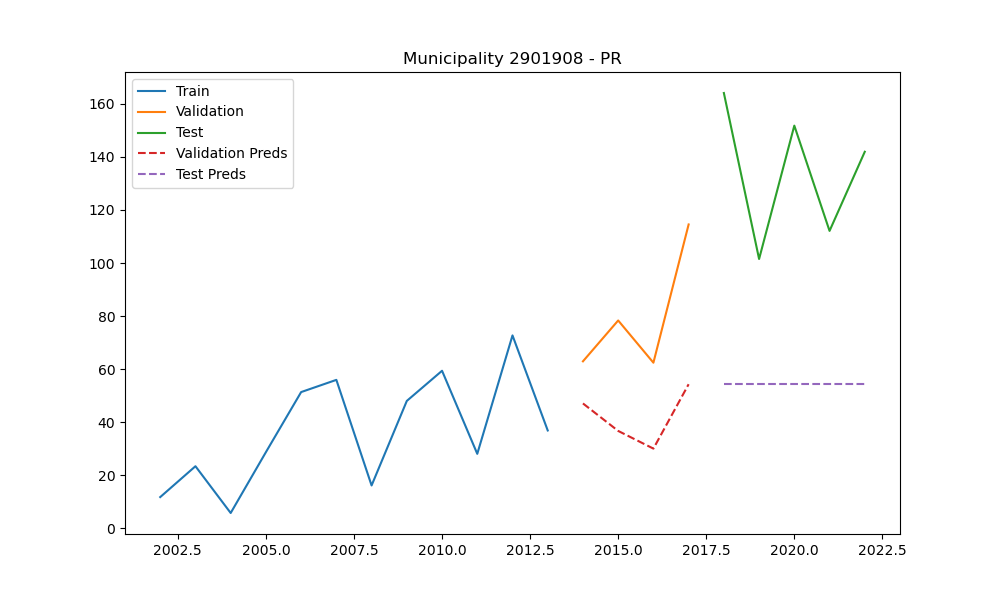 Municipality 2901908 - PR
Train
Validation
Test
Validation Preds
Test Preds
160
140
120
100
80
60
40
20
0
2002.5 2005.0 2007.5 2010.0 2012.5 2015.0 2017.5 2020.0 2022.5